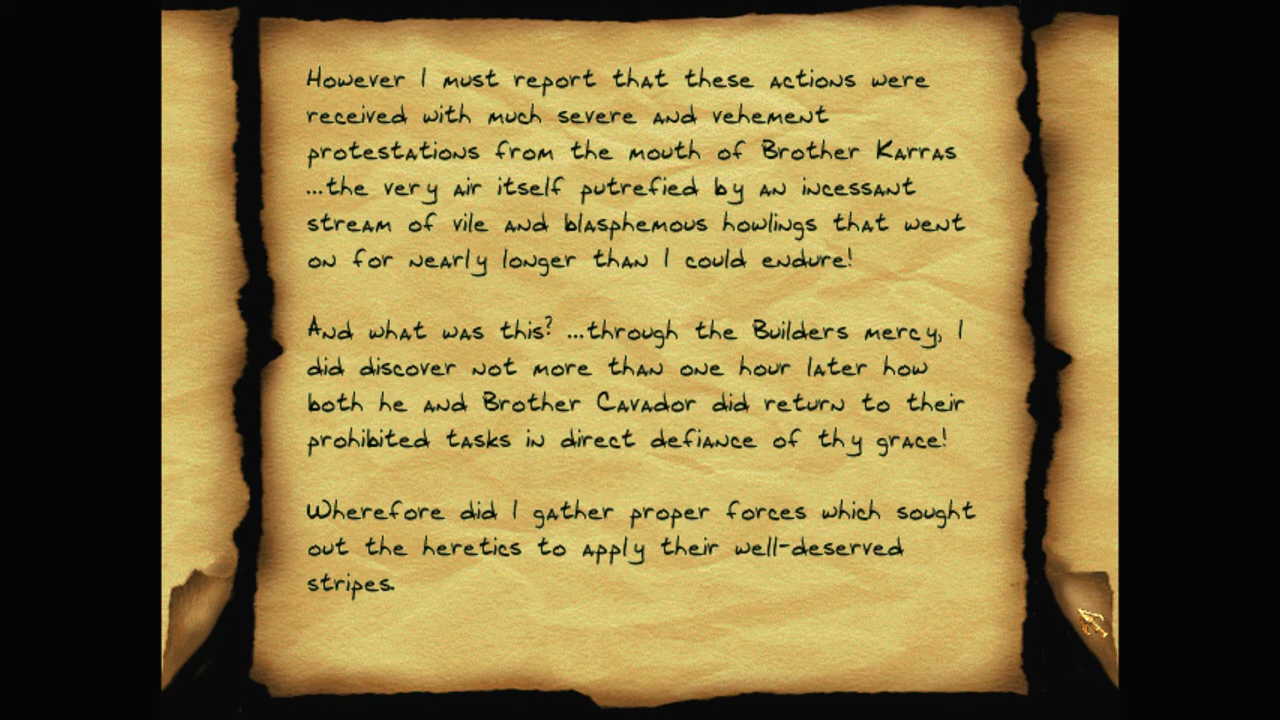 However I must report that these actions were
received with much severe and vehement
protestations from the mouth of Brother Karras
...the very air itself putrefied by an incessant
stream of vile and blasphemous howlings that went
on for nearly longer than I could endure!
And what was this? ...through the Builders mercy, I
did discover not more than one hour later how
both he and Brother Cavador did return to their
prohibited tasks in direct defiance of thy grace!
Wherefore did I gather proper forces which sought
out the heretics to apply their well-deserved
stripes.